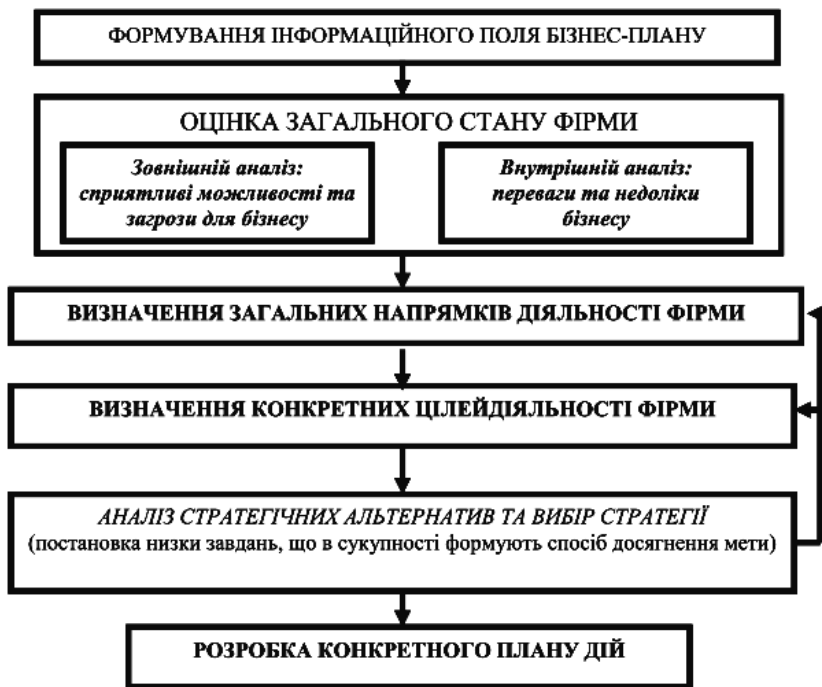 ФОРМУВАННЯ ІНФОРМАЦІЙНОГО ПОЛЯ БІЗНЕС-ПЛАНУ
ОЦІНКА ЗАГАЛЬНОГО СТАНУ ФІРМИ
Зовнішній аналіз:
сприятливі можливості та
загрози для бізнесу
Внутрішній аналіз:
переваги та недоліки
бізнесу
ВИЗНАЧЕННЯ ЗАГАЛЬНИХ НАПРЯМКІВ ДІЯЛЬНОСТІ ФІРМИ
ВИЗНАЧЕННЯ КОНКРЕТНИХ ЦІЛЕЙДІЯЛЬНОСТІ ФІРМИ
АНАЛІЗ СТРАТЕГІЧНИХ АЛЬТЕРНАТИВ ТА ВИБІР СТРАТЕГІЇ
(постановка низки завдань, що в сукупності формують спосіб досягнення мети)
РОЗРОБКА КОНКРЕТНОГО ПЛАНУ ДІЙ